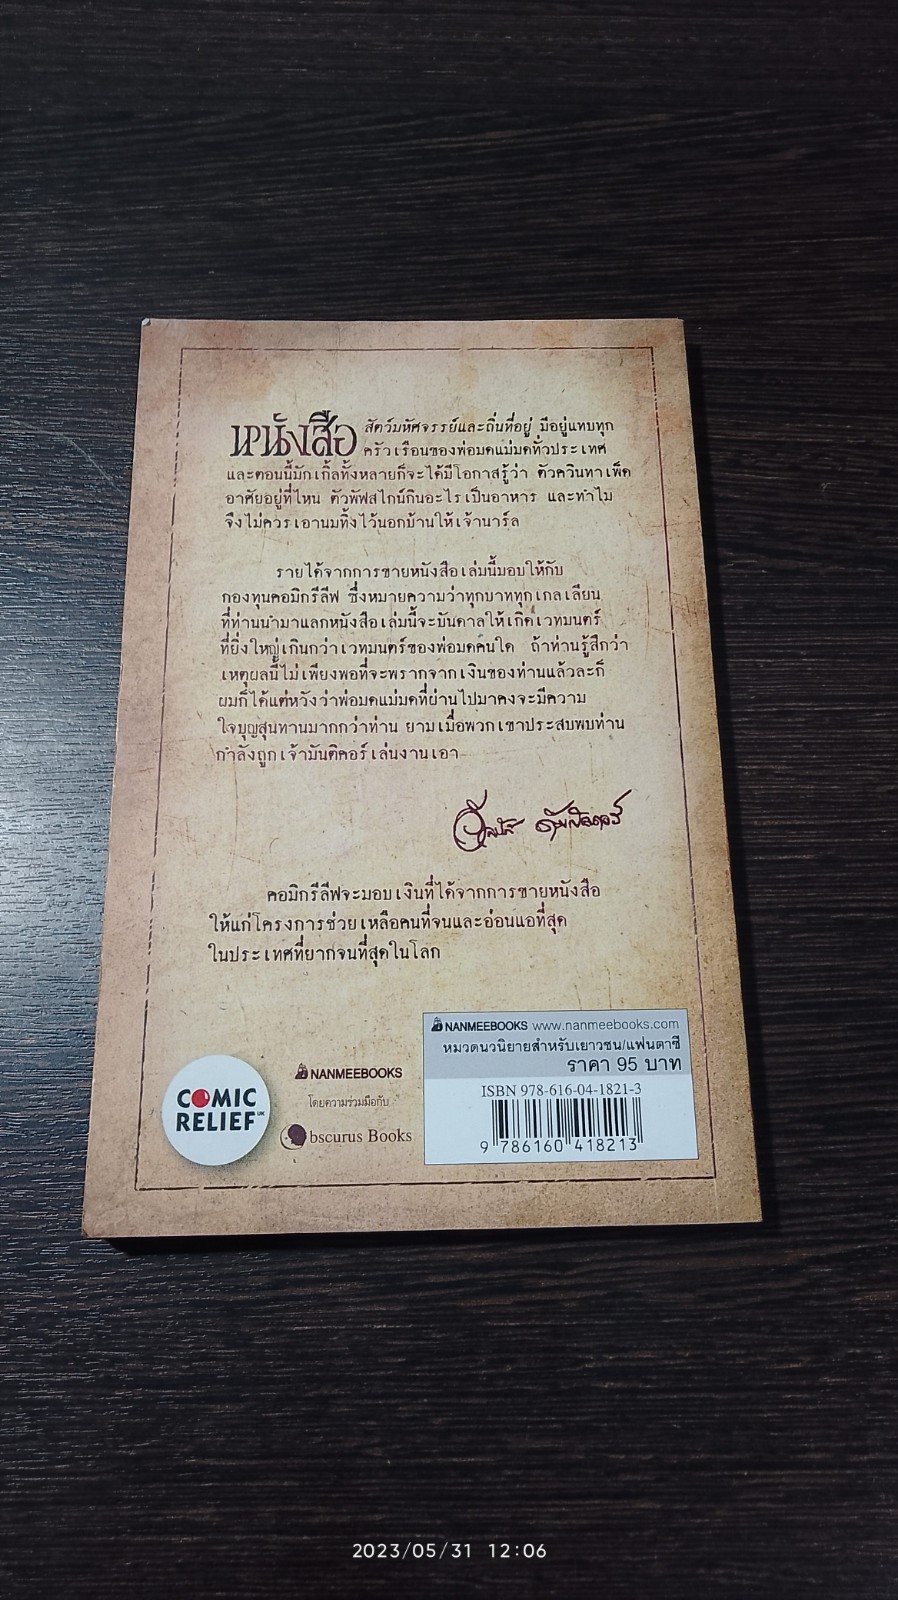 หนังสือ สัตว์มหัศจรรย์และถิ่นที่อยู่ มีอยู่แทบทุก
ครัวเรือนของพ่อมดแม่มดทั่วประเทศ
และตอนนี้มักเกิ้ลทั้งหลายก็จะได้มีโอกาสรู้ว่า ตัวควินทาเพ็ด
อาศัยอยู่ที่ไหน ตัวพัฟสไกน์กินอะไรเป็นอาหาร และทำไม
จึงไม่ควรเอานมทิ้งไว้นอกบ้านให้เจ้านาร์ล
รายได้จากการขายหนังสือเล่มนี้มอบให้กับ
กองทุนคอมิกรีลีฟ ซึ่งหมายความว่าทุกบาททุกเกลเลียน
ที่ท่านนำมาแลกหนังสือเล่มนี้จะบันดาลให้เกิดเวทมนตร์
ที่ยิ่งใหญ่เกินกว่าเวทมนตร์ของพ่อมดคนใด ถ้าท่านรู้สึกว่า
เหตุผลนี้ไม่เพียงพอที่จะพรากจากเงินของท่านแล้วละก็
ผมก็ได้แต่หวังว่าพ่อมดแม่มดที่ผ่านไปมาคงจะมีความ
ใจบุญสุนทานมากกว่าท่าน ยามเมื่อพวกเขาประสบพบท่าน
กำลังถูกเจ้ามันติคอร์เล่นงานเอา
อัลบัส ดัมเบิลดอร์
คอมิกรีลีฟจะมอบเงินที่ได้จากการขายหนังสือ
ให้แก่โครงการช่วยเหลือคนที่จนและอ่อนแอที่สุด
ในประเทศที่ยากจนที่สุดในโลก
NANMEEBOOKS www.nanmeebooks.com
หมวดนวนิยายสำหรับเยาวชน/แฟนตาซี
ราคา 95 บาท
ISBN 978-616-04-1821-3
9 786160 418213
COMIC
RELIEF UK
NANMEEBOOKS
โดยความร่วมมือกับ
Obscurus Books
2023/05/31 12:06